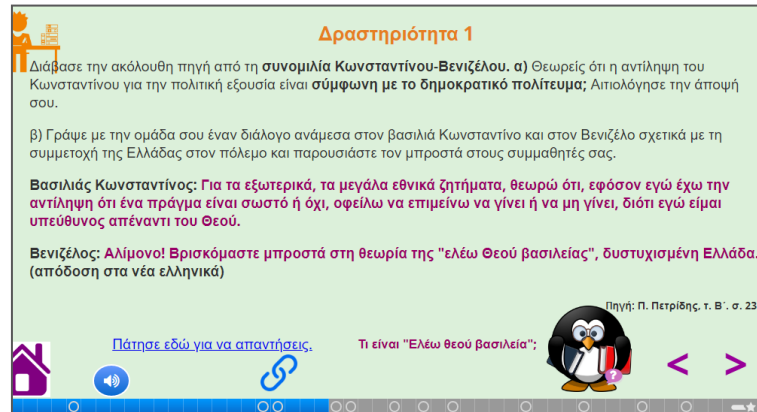 Δραστηριότητα 1
Διάβασε την ακόλουθη πηγή από τη συνομιλία Κωνσταντίνου-Βενιζέλου. α) Θεωρείς ότι η αντίληψη του
Κωνσταντίνου για την πολιτική εξουσία είναι σύμφωνη με το δημοκρατικό πολίτευμα; Αιτιολόγησε την άποψή
σου.
β) Γράψε με την ομάδα σου έναν διάλογο ανάμεσα στον βασιλιά Κωνσταντίνο και στον Βενιζέλο σχετικά με τη
συμμετοχή της Ελλάδας στον πόλεμο και παρουσιάστε τον μπροστά στους συμμαθητές σας.
Βασιλιάς Κωνσταντίνος: Για τα εξωτερικά, τα μεγάλα εθνικά ζητήματα, θεωρώ ότι, εφόσον εγώ έχω την
αντίληψη ότι ένα πράγμα είναι σωστό ή όχι, οφείλω να επιμείνω να γίνει ή να μη γίνει, διότι εγώ είμαι
υπεύθυνος απέναντι του Θεού.
Βενιζέλος: Αλίμονο! Βρισκόμαστε μπροστά στη θεωρία της "ελέω Θεού βασιλείας", δυστυχισμένη Ελλάδα.
(απόδοση στα νέα ελληνικά)
Πηγή: Π. Πετρίδης, τ. Β΄. σ. 23
Πάτησε εδώ για να απαντήσεις.
Τι είναι "Ελέω θεού βασιλεία";
?
< >